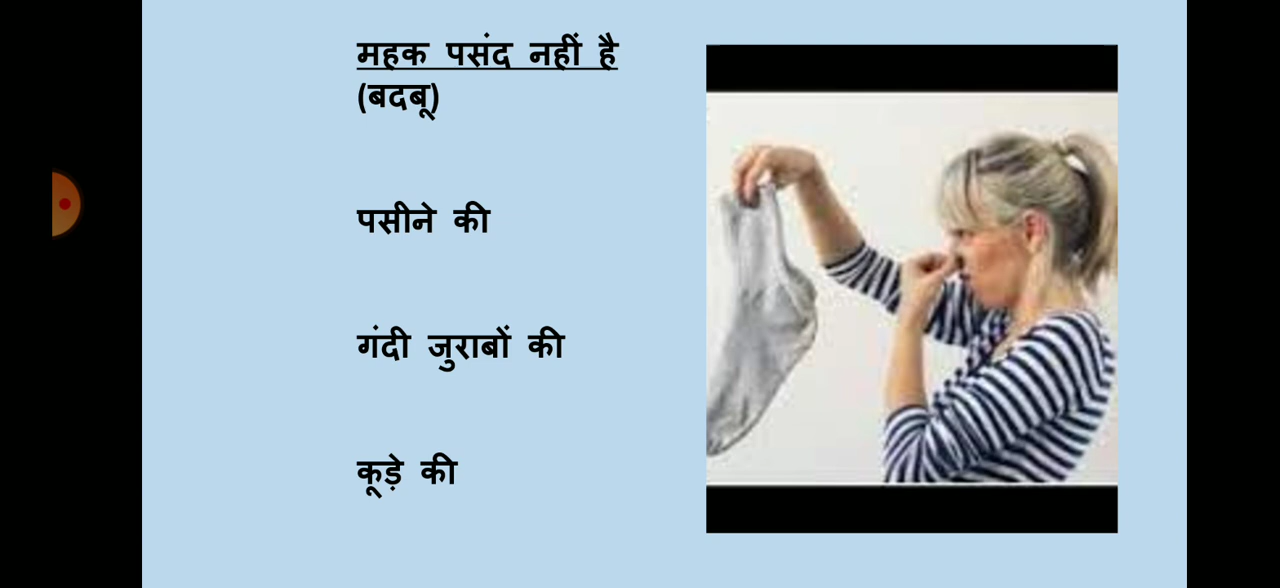 महक पसंद नहीं है
(बदबू)
पसीने की
गंदी जुराबों की
कूड़े की